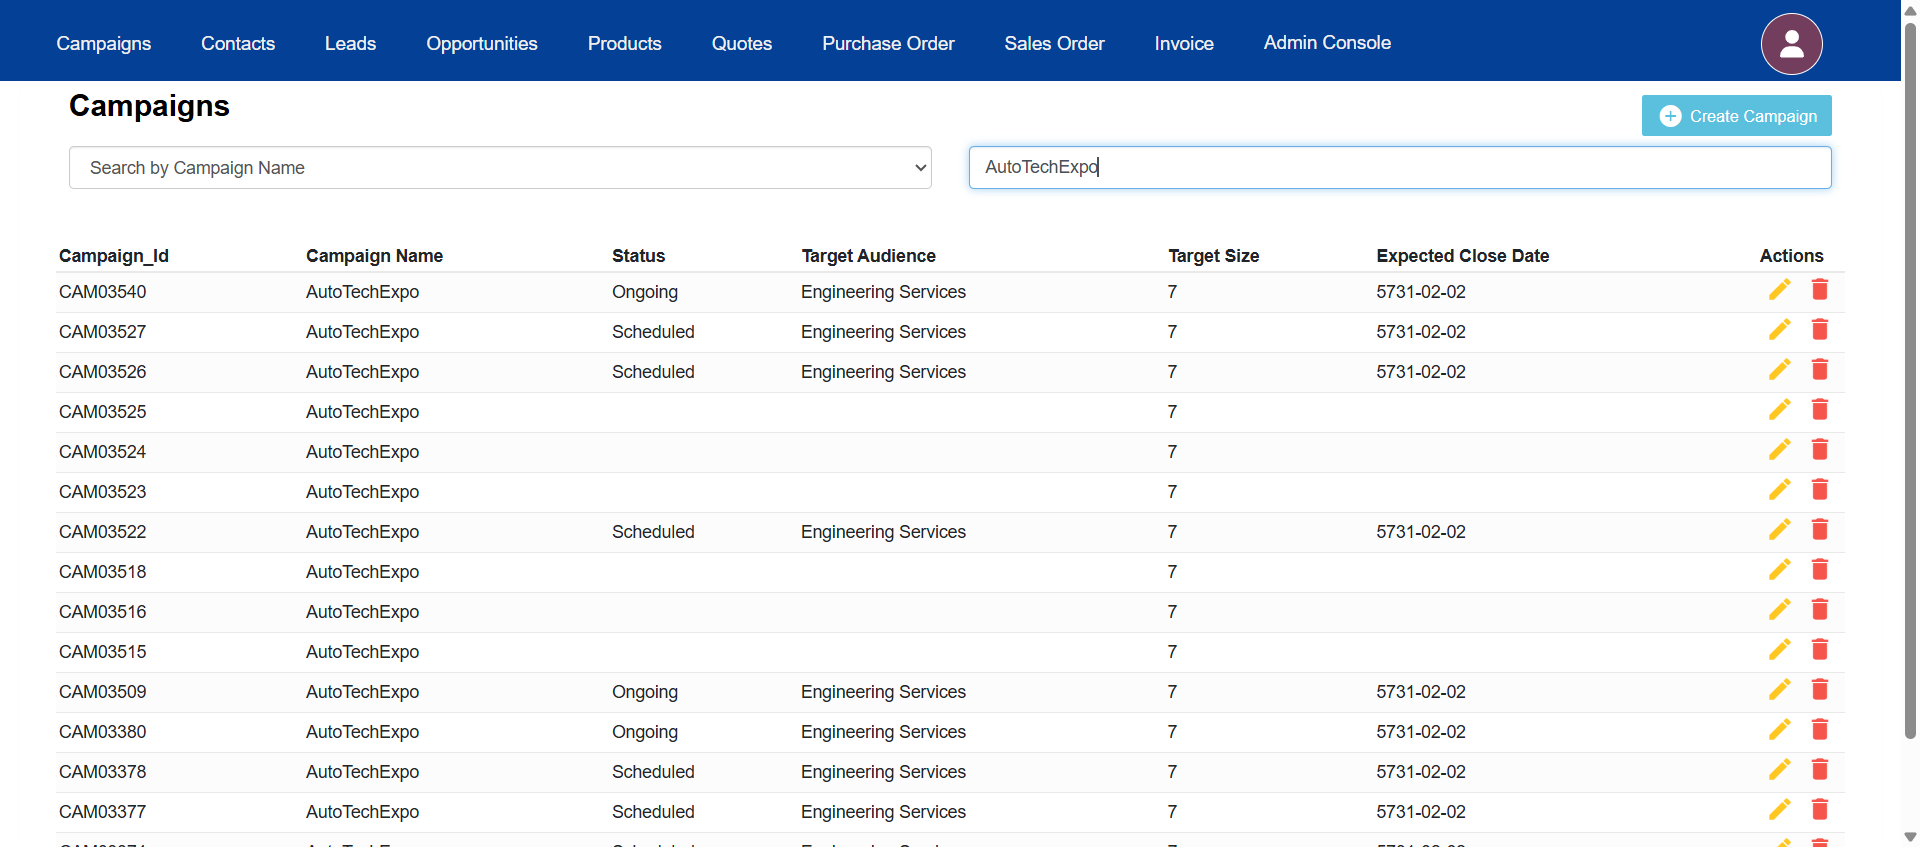 Campaigns Contacts Leads Opportunities Products Quotes Purchase Order Sales Order Invoice Admin Console
Campaigns
Create Campaign
Search by Campaign Name AutoTechExpo
Campaign_Id Campaign Name Status Target Audience Target Size Expected Close Date Actions
CAM03540 AutoTechExpo Ongoing Engineering Services 7 5731-02-02
CAM03527 AutoTechExpo Scheduled Engineering Services 7 5731-02-02
CAM03526 AutoTechExpo Scheduled Engineering Services 7 5731-02-02
CAM03525 AutoTechExpo 7
CAM03524 AutoTechExpo 7
CAM03523 AutoTechExpo 7
CAM03522 AutoTechExpo Scheduled Engineering Services 7 5731-02-02
CAM03518 AutoTechExpo 7
CAM03516 AutoTechExpo 7
CAM03515 AutoTechExpo 7
CAM03509 AutoTechExpo Ongoing Engineering Services 7 5731-02-02
CAM03380 AutoTechExpo Ongoing Engineering Services 7 5731-02-02
CAM03378 AutoTechExpo Scheduled Engineering Services 7 5731-02-02
CAM03377 AutoTechExpo Scheduled Engineering Services 7 5731-02-02